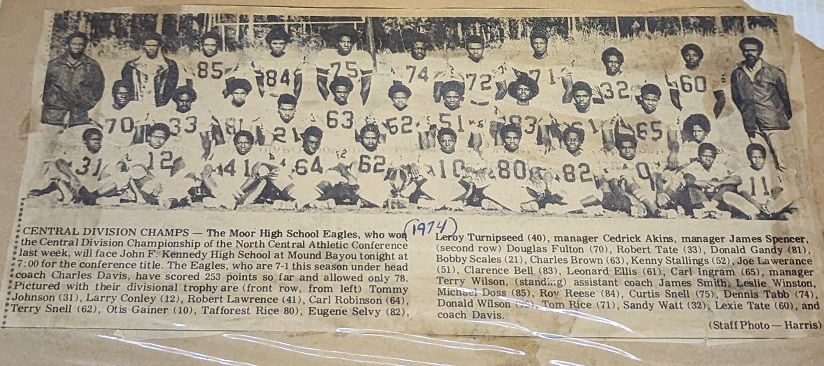 85
84
75
74
72
71
32
60
70
33
81
21
63
62
51
83
65
31
12
41
64
62
10
80
82
11
(1974)
CENTRAL DIVISION CHAMPS — The Moor High School Eagles, who won
the Central Division Championship of the North Central Athletic Conference
last week, will face John F. Kennedy High School at Mound Bayou tonight at
7:00 for the conference title. The Eagles, who are 7-1 this season under head
coach Charles Davis, have scored 253 points so far and allowed only 78.
Pictured with their divisional trophy are (front row, from left) Tommy
Johnson (31), Larry Conley (12), Robert Lawrence (41), Carl Robinson (64),
Terry Snell (62), Otis Gainer (10), Tafforest Rice 80), Eugene Selvy (82),
Leroy Turnipseed (40), manager Cedrick Akins, manager James Spencer,
(second row) Douglas Fulton (70), Robert Tate (33), Donald Gandy (81),
Bobby Scales (21), Charles Brown (63), Kenny Stallings (52), Joe Lawerance
(51), Clarence Bell (83), Leonard Ellis (61), Carl Ingram (65), manager
Terry Wilson, assistant coach James Smith, Leslie Winston,
Michael Doss (85), Roy Reese (84), Curtis Snell (75), Dennis Tabb (74),
Donald Wilson Tom Rice (71), Sandy Watt (32), Lexie Tate (60), and
coach Davis.
(Staff Photo — Harris)